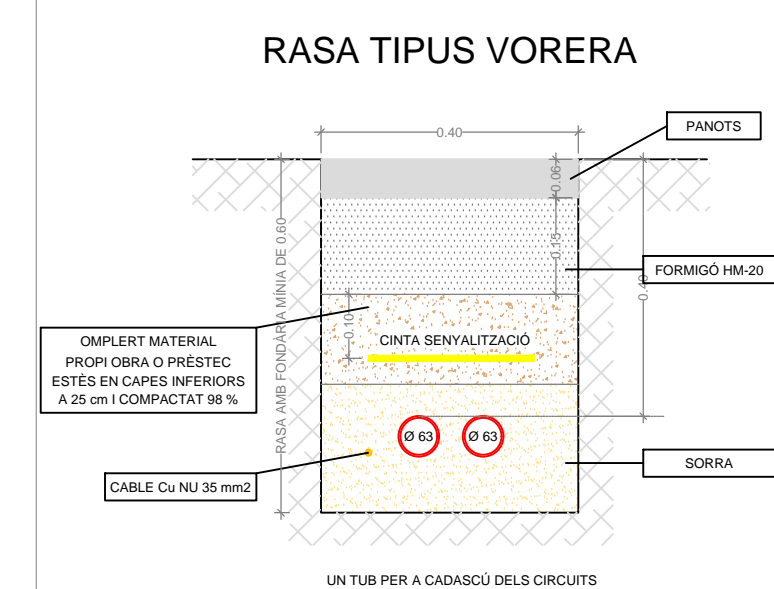 RASA TIPUS VORERA
0.40
PANOTS
0.06
0.15
FORMIGÓ HM-20
0.40
RASA AMB FONDÀRIA MÍNIA DE 0.60
0.10
OMPLERT MATERIAL
PROPI OBRA O PRÈSTEC
ESTÈS EN CAPES INFERIORS
A 25 cm I COMPACTAT 98 %
CINTA SENYALITZACIÓ
Ø 63
Ø 63
SORRA
CABLE Cu NU 35 mm2
UN TUB PER A CADASCÚ DELS CIRCUITS